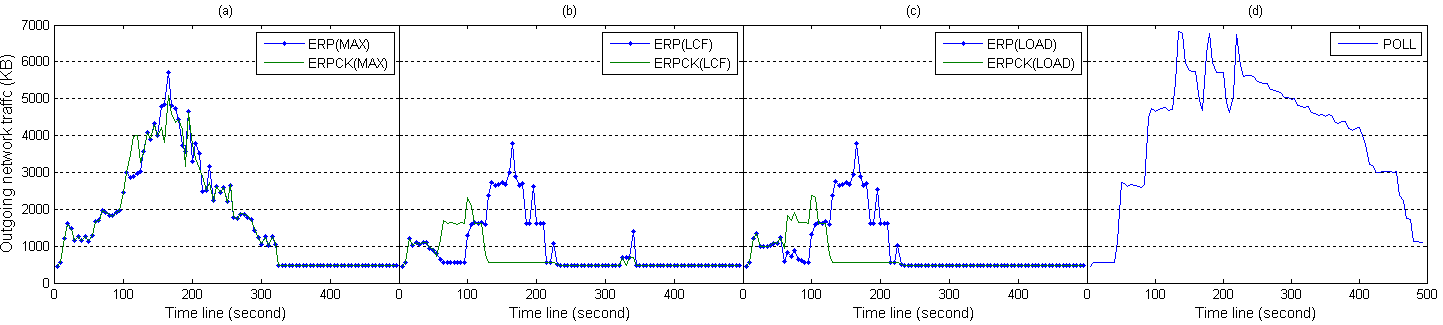 (a) (b) (c) (d)
Outgoing network traffc (KB)
7000
6000
5000
4000
3000
2000
1000
0
ERP(MAX)
ERPCK(MAX)
ERP(LCF)
ERPCK(LCF)
ERP(LOAD)
ERPCK(LOAD)
POLL
0 100 200 300 400 0 100 200 300 400 0 100 200 300 400 0 100 200 300 400 500
Time line (second) Time line (second) Time line (second) Time line (second)